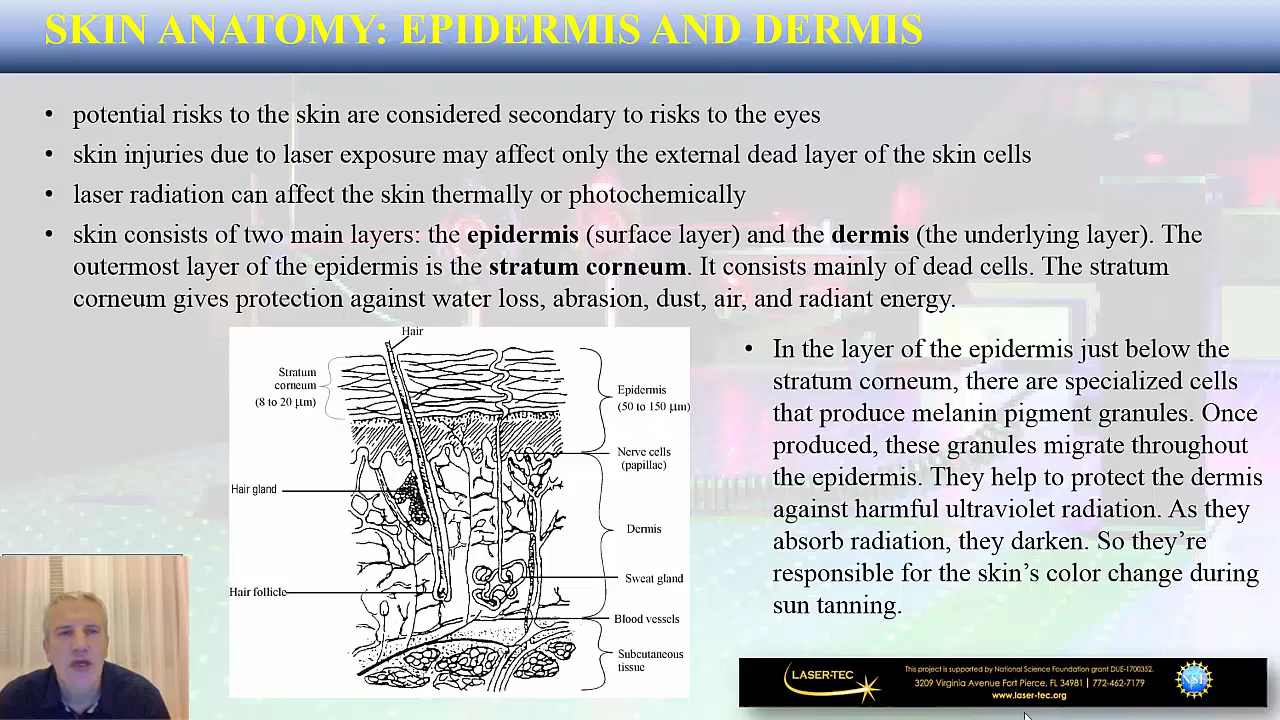 SKIN ANATOMY: EPIDERMIS AND DERMIS
• potential risks to the skin are considered secondary to risks to the eyes
• skin injuries due to laser exposure may affect only the external dead layer of the skin cells
• laser radiation can affect the skin thermally or photochemically
• skin consists of two main layers: the epidermis (surface layer) and the dermis (the underlying layer). The
outermost layer of the epidermis is the stratum corneum. It consists mainly of dead cells. The stratum
corneum gives protection against water loss, abrasion, dust, air, and radiant energy.
Hair
Stratum
corneum
(8 to 20 μm)
Hair gland
Hair follicle
Epidermis
(50 to 150 μm)
Nerve cells
(papillac)
Dermis
Sweat gland
Blood vessels
Subcutaneous
tissue
• In the layer of the epidermis just below the
stratum corneum, there are specialized cells
that produce melanin pigment granules. Once
produced, these granules migrate throughout
the epidermis. They help to protect the dermis
against harmful ultraviolet radiation. As they
absorb radiation, they darken. So they’re
responsible for the skin’s color change during
sun tanning.
LASER-TEC
This project is supported by National Science Foundation grant DUE-1700352.
3209 Virginia Avenue Fort Pierce, FL 34981 | 772-462-7179
www.laser-tec.org
NSF